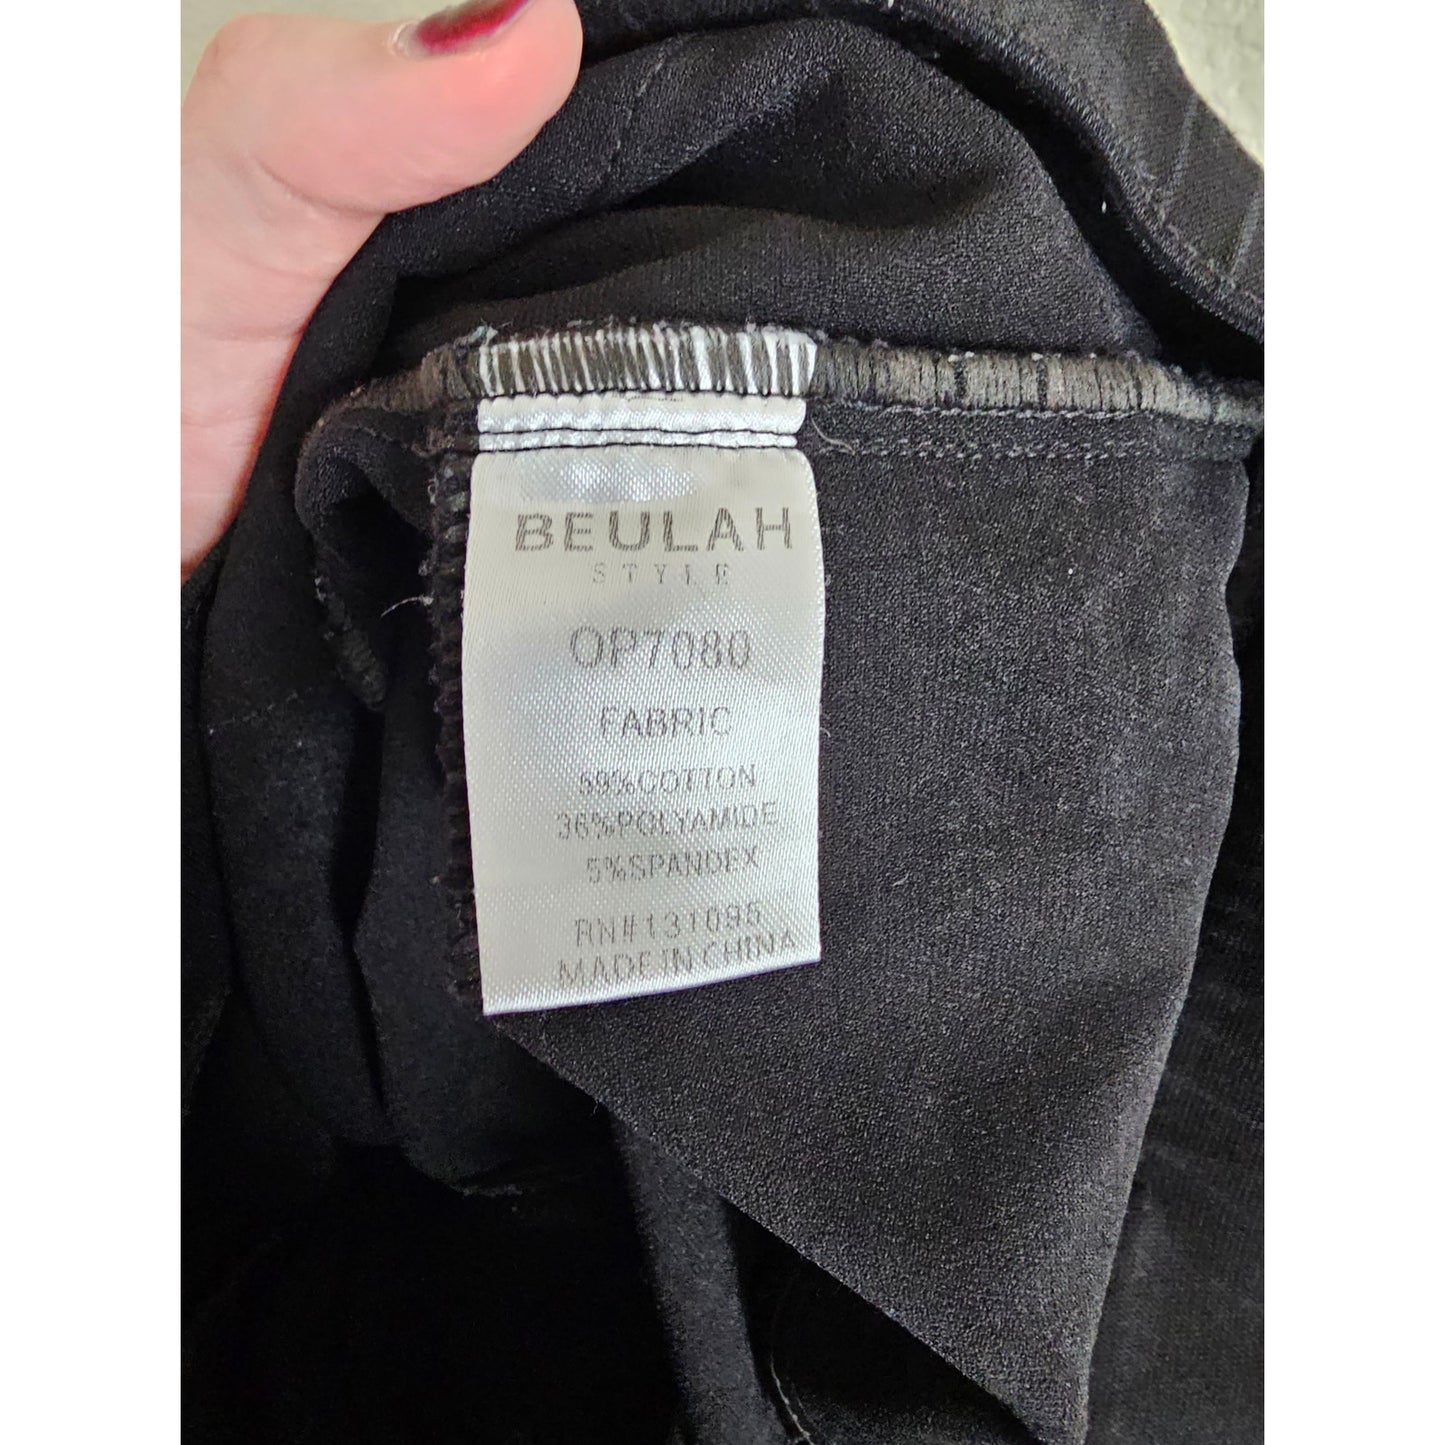 BEULAH
STYLE
OP7080
FABRIC
59%COTTON
36%POLYAMIDE
5%SPANDEX
RN#131095
MADE IN CHINA